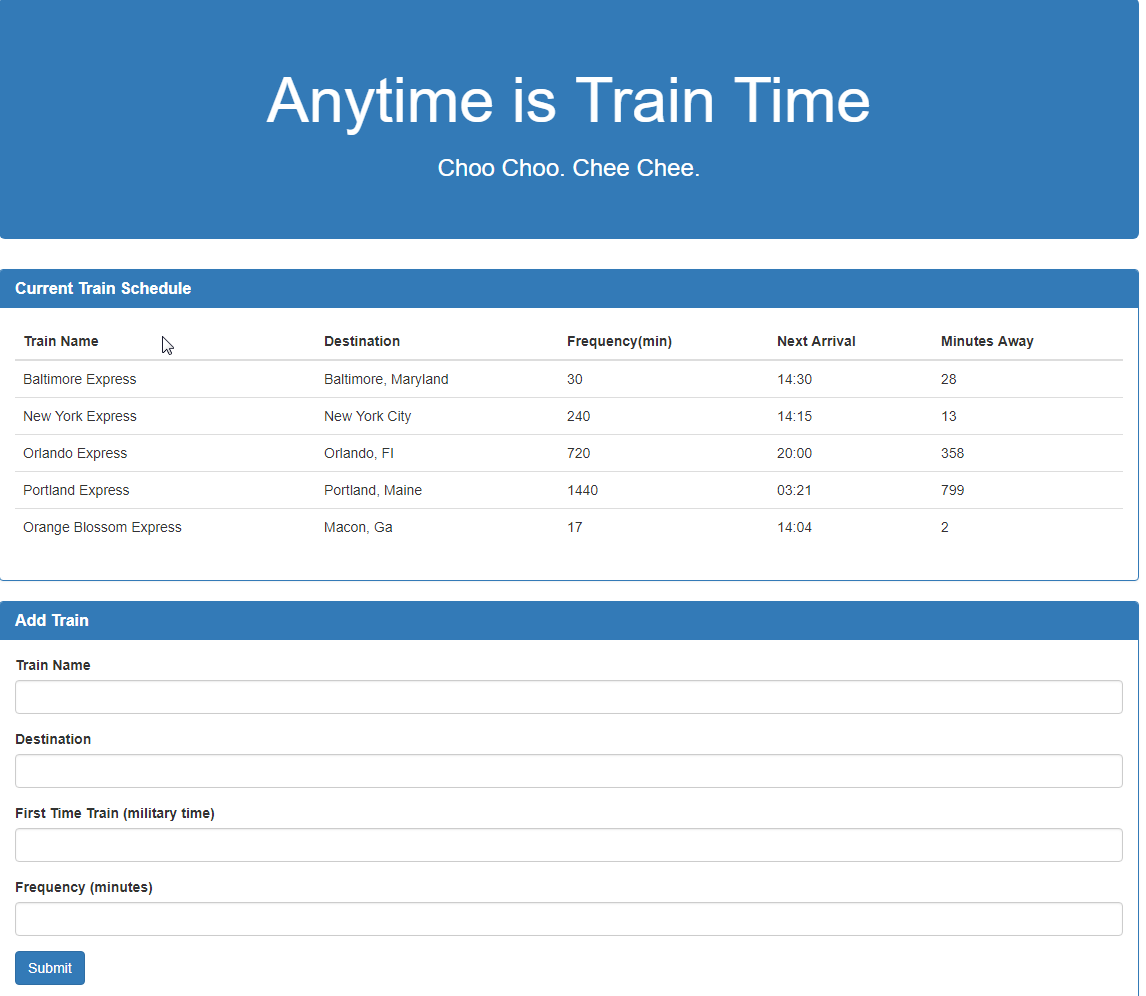 Anytime is Train Time
Choo Choo. Chee Chee.
Current Train Schedule
Train Name Destination Frequency(min) Next Arrival Minutes Away
Baltimore Express Baltimore, Maryland 30 14:30 28
New York Express New York City 240 14:15 13
Orlando Express Orlando, Fl 720 20:00 358
Portland Express Portland, Maine 1440 03:21 799
Orange Blossom Express Macon, Ga 17 14:04 2
Add Train
Train Name
Destination
First Time Train (military time)
Frequency (minutes)
Submit